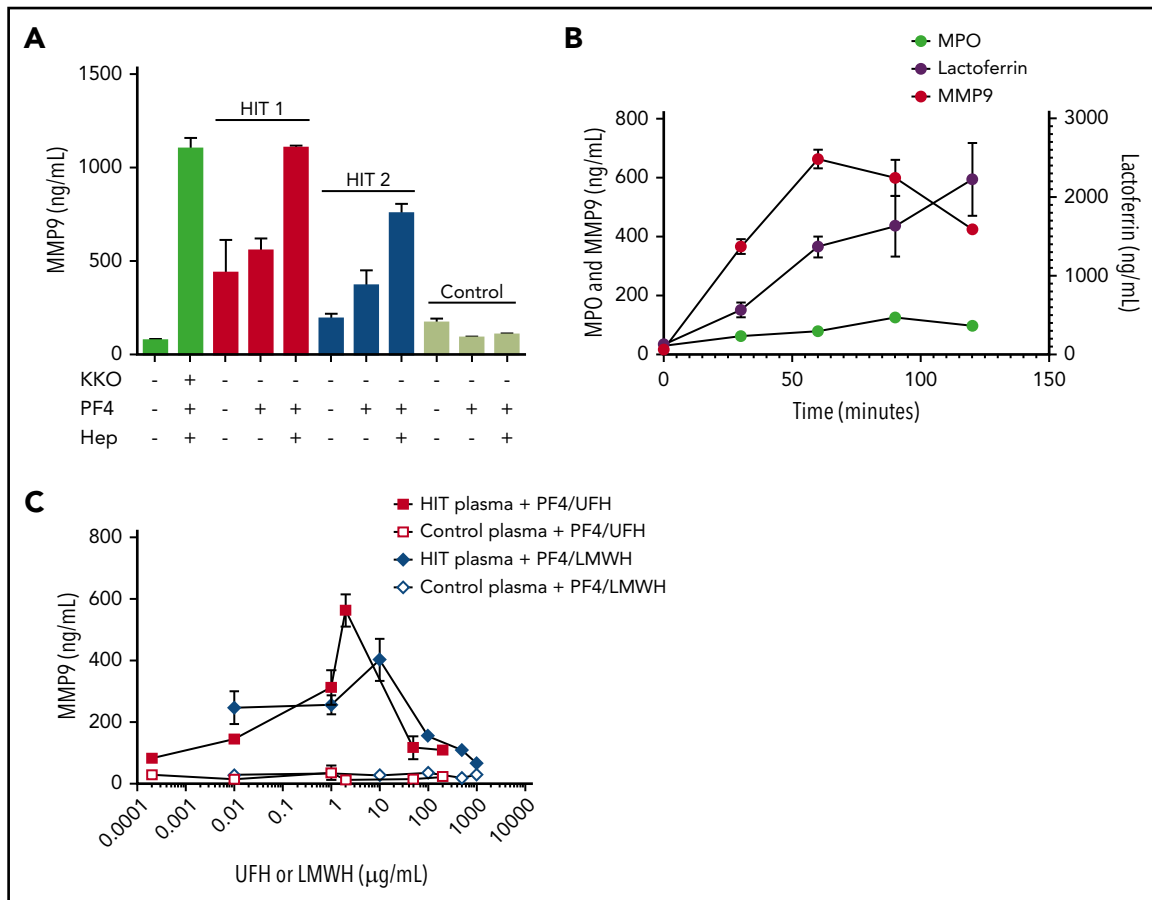 A
MMP9 (ng/mL)
1500
1000
500
0
HIT 1
HIT 2
Control
KKO - +
PF4 - + - + + - + + - + +
Hep - + - - + - - + - - +
B
MPO
Lactoferrin
MMP9
MPO and MMP9 (ng/mL)
800
600
400
200
0
3000
2000
1000
0
Lactoferrin (ng/mL)
0 50 100 150
Time (minutes)
C
HIT plasma + PF4/UFH
Control plasma + PF4/UFH
HIT plasma + PF4/LMWH
Control plasma + PF4/LMWH
MMP9 (ng/mL)
800
600
400
200
0
0.0001 0.001 0.01 0.1 1 10 100 1000 10000
UFH or LMWH (μg/mL)